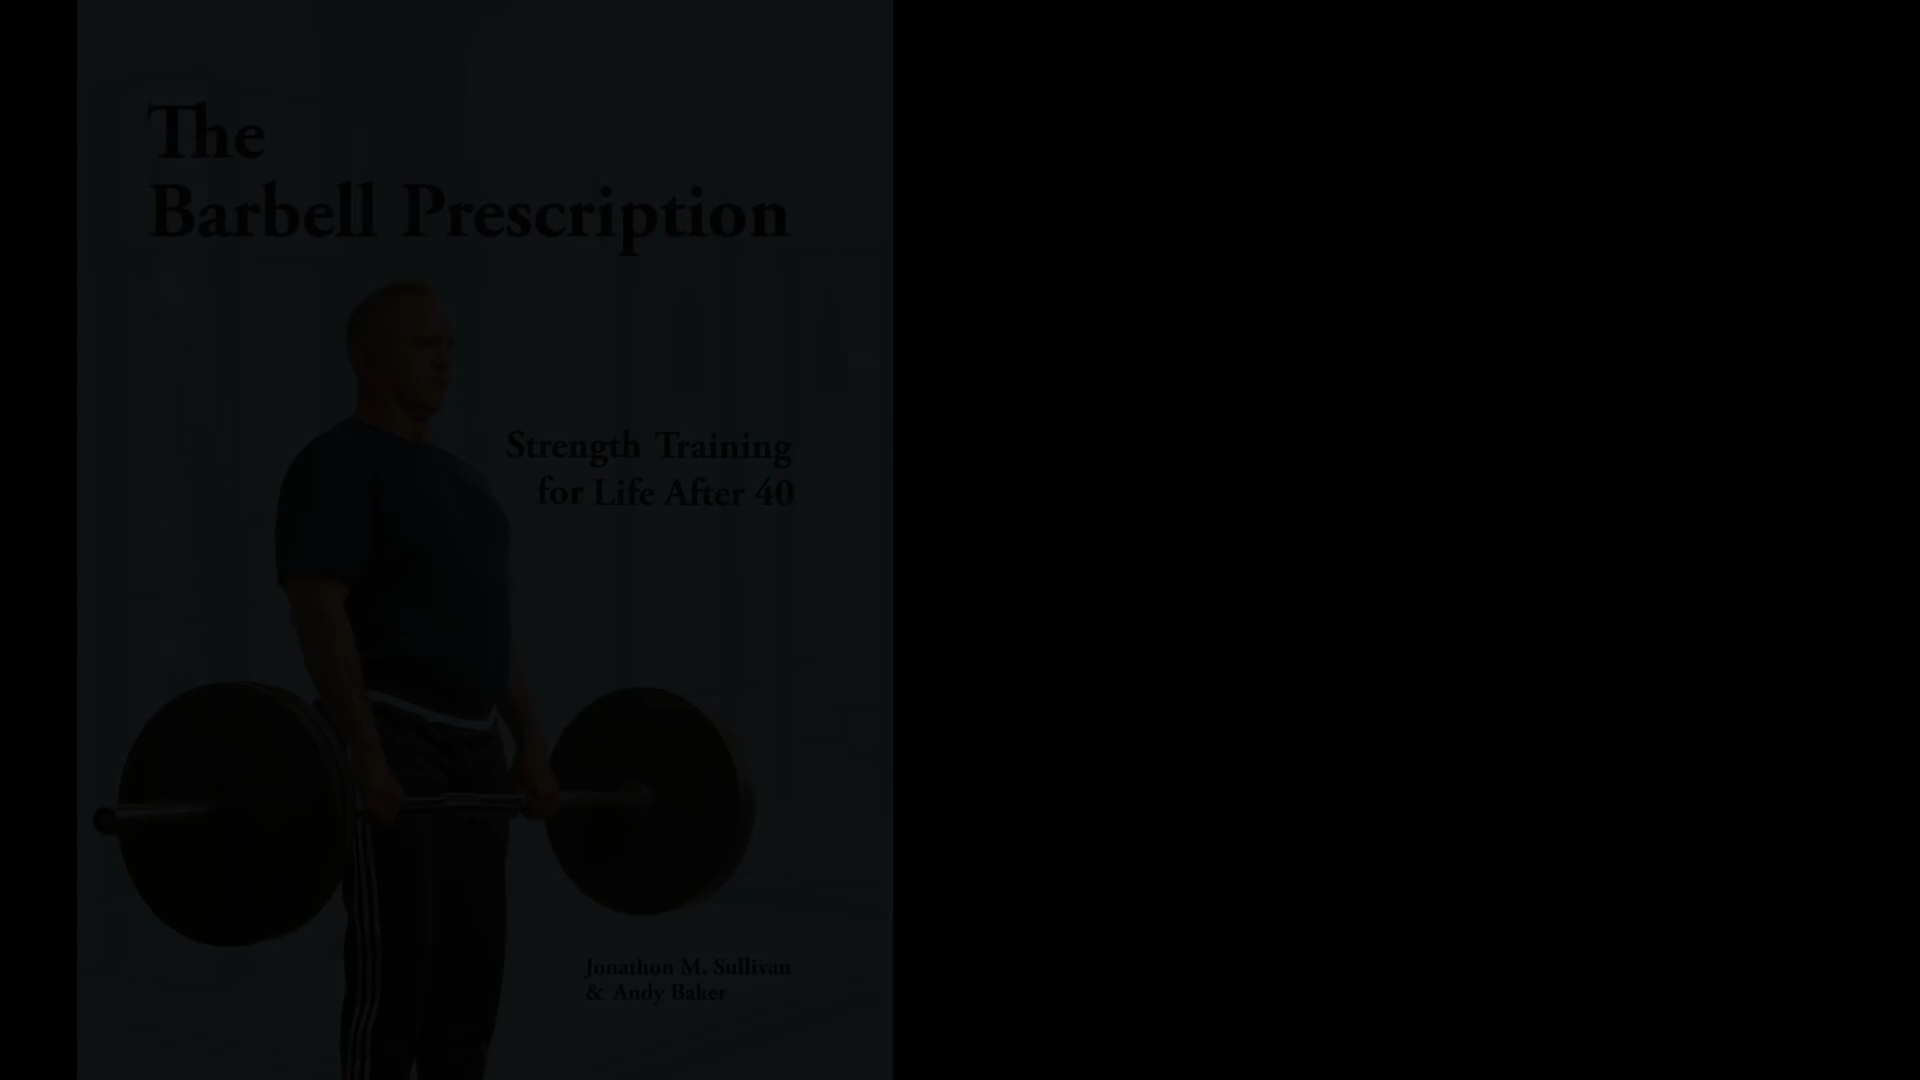 The
Barbell Prescription
Strength Training
for Life After 40
Jonathon M. Sullivan
& Andy Baker